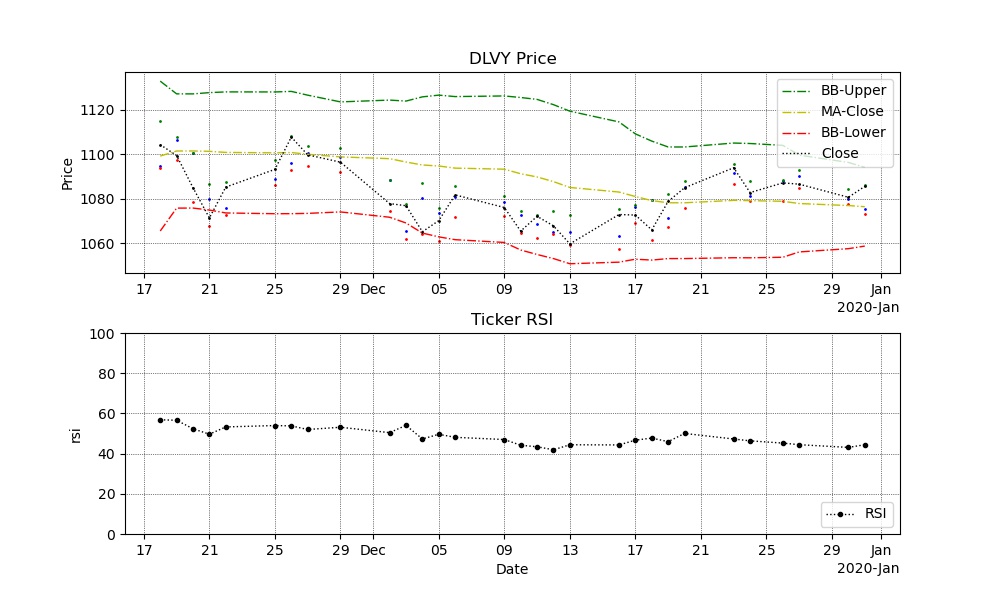 DLVY Price
BB-Upper
MA-Close
BB-Lower
Close
Price
1120
1100
1080
1060
17 21 25 29 Dec 05 09 13 17 21 25 29 Jan
2020-Jan
Ticker RSI
rsi
100
80
60
40
20
0
RSI
17 21 25 29 Dec 05 09 13 17 21 25 29 Jan
Date
2020-Jan